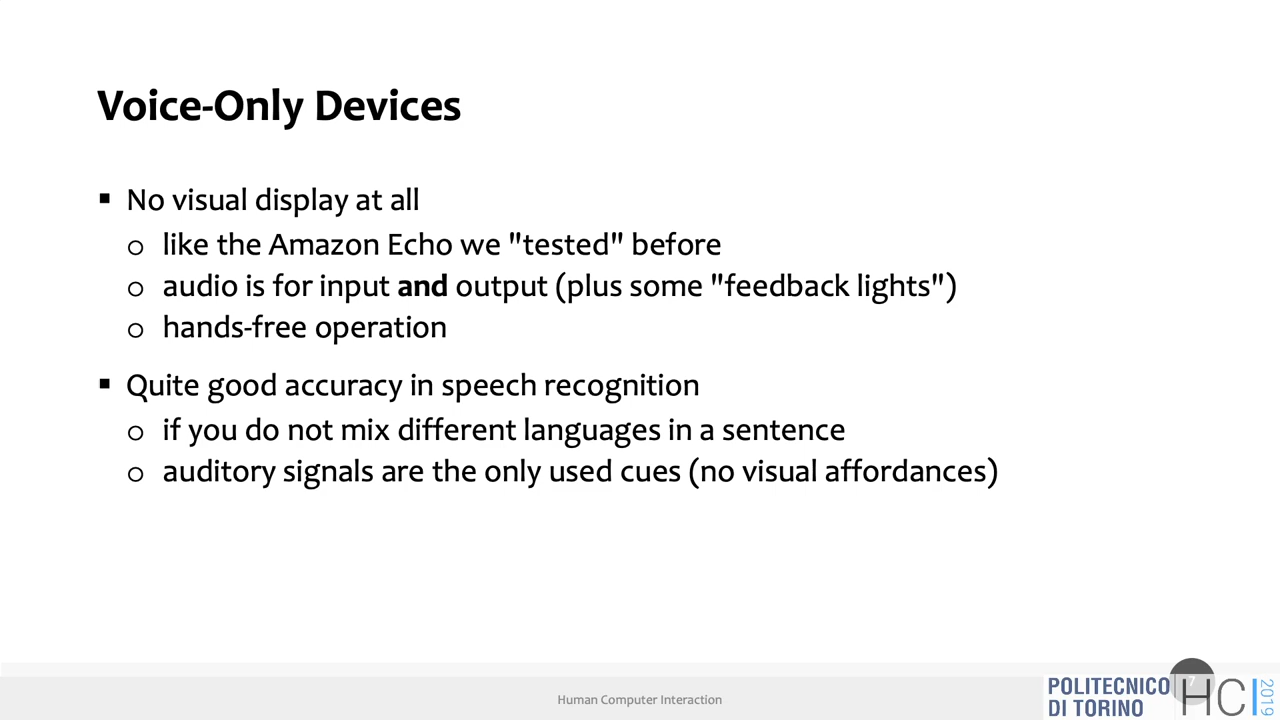 Voice-Only Devices
▪ No visual display at all
o like the Amazon Echo we "tested" before
o audio is for input and output (plus some "feedback lights")
o hands-free operation
▪ Quite good accuracy in speech recognition
o if you do not mix different languages in a sentence
o auditory signals are the only used cues (no visual affordances)
Human Computer Interaction
POLITECNICO
DI TORINO
7
HCI
2019